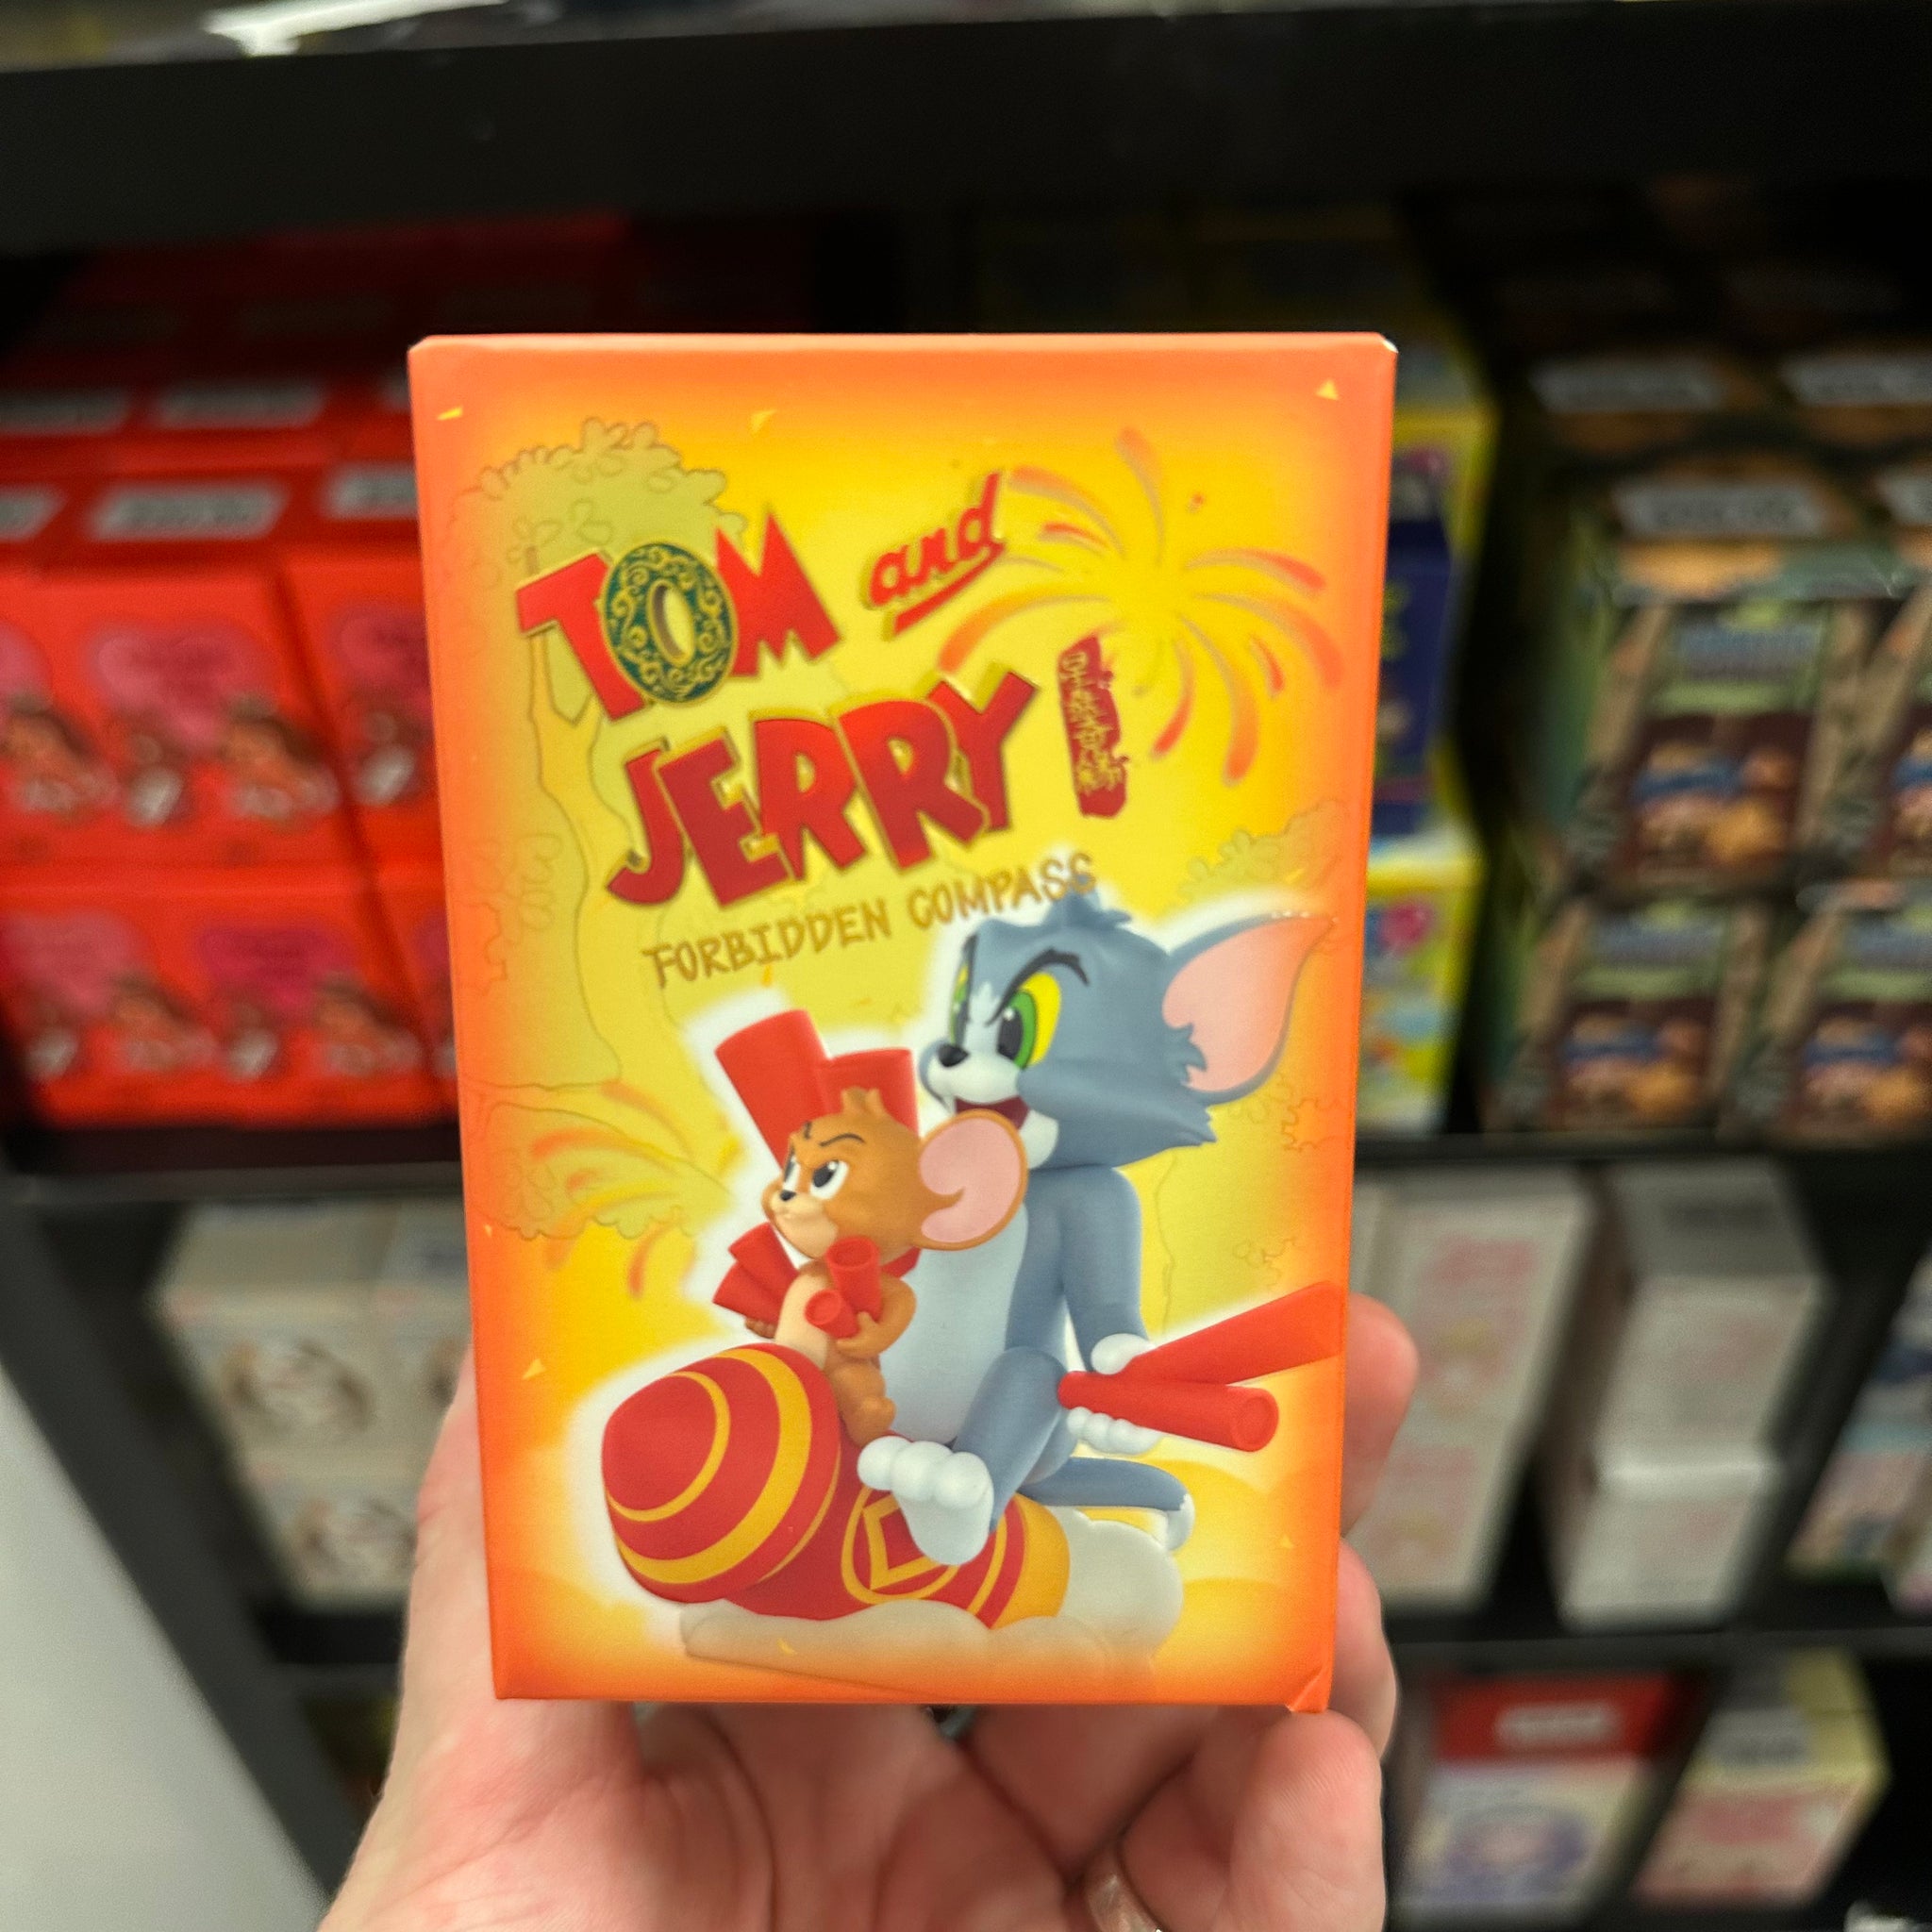 TOM and
JERRY
FORBIDDEN COMPASS